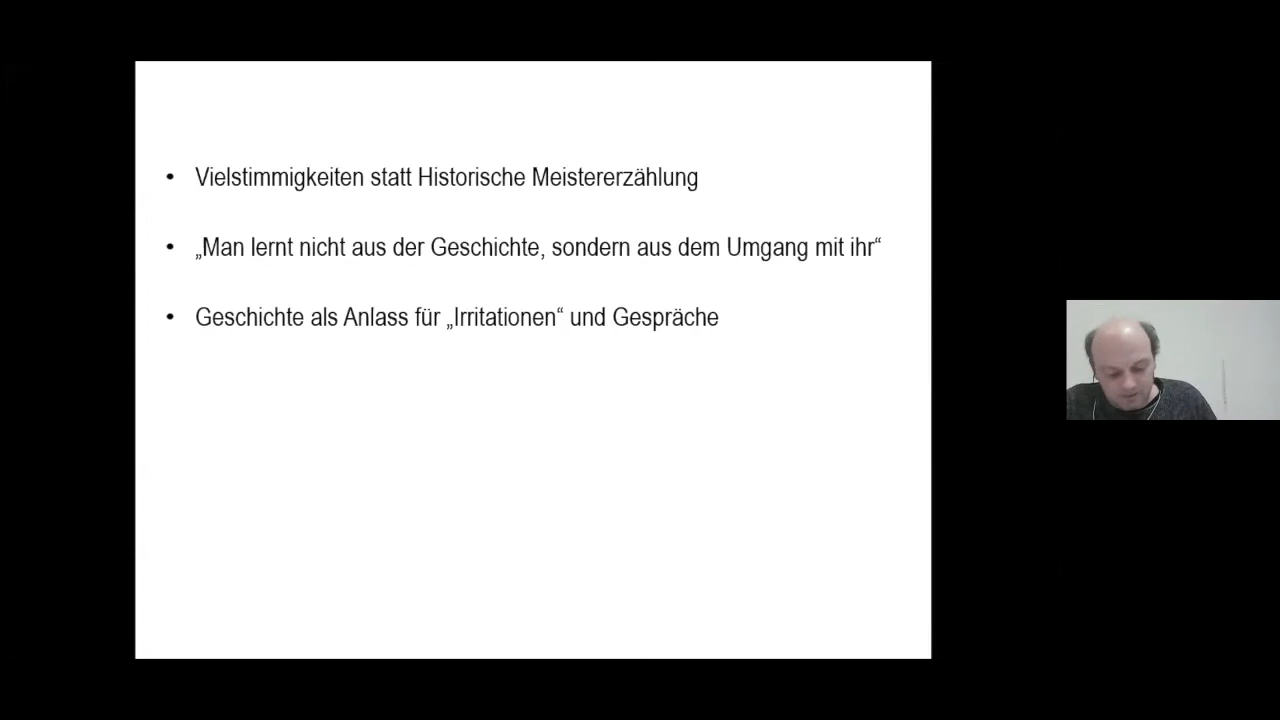 • Vielstimmigkeiten statt Historische Meistererzählung
• „Man lernt nicht aus der Geschichte, sondern aus dem Umgang mit ihr“
• Geschichte als Anlass für „Irritationen“ und Gespräche